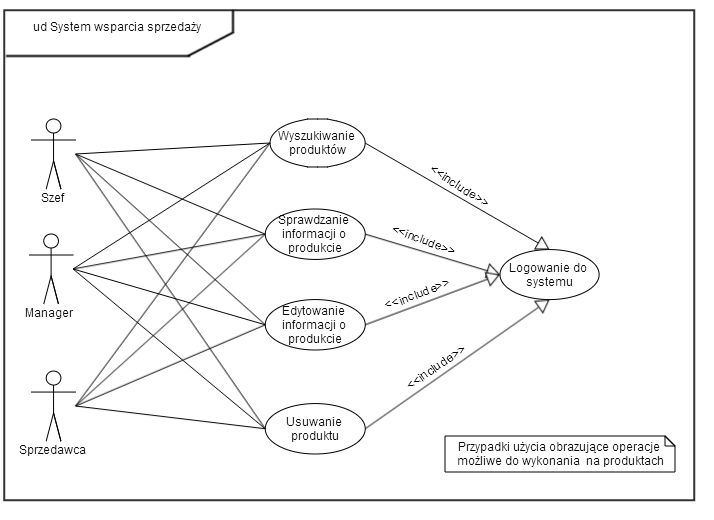 ud System wsparcia sprzedaży
Szef
Manager
Sprzedawca
Wyszukiwanie
produktów
Sprawdzanie
informacji o
produkcie
Edytowanie
informacji o
produkcie
Usuwanie
produktu
<<include>>
<<include>>
<<include>>
<<include>>
Logowanie do
systemu
Przypadki użycia obrazujące operacje
możliwe do wykonania na produktach